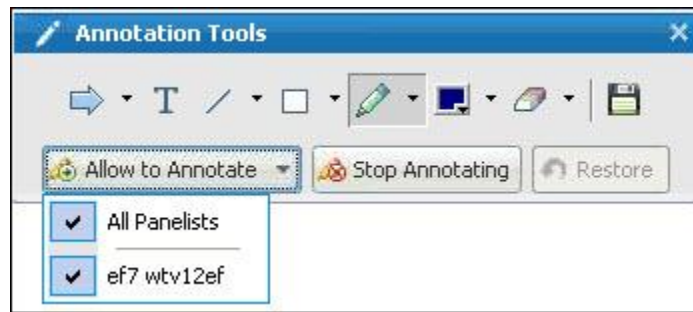 Annotation Tools
T
Allow to Annotate Stop Annotating Restore
All Panelists
ef7 wtv12ef